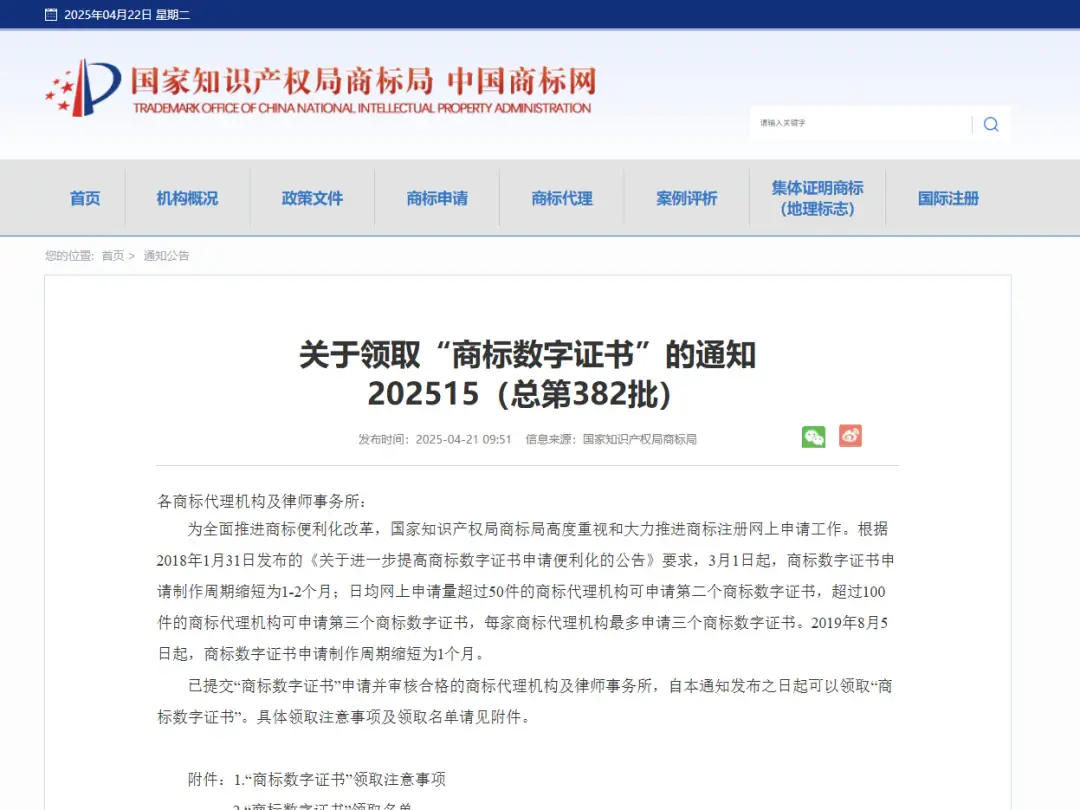 2025年04月22日 星期二
国家知识产权局商标局 中国商标网
TRADEMARK OFFICE OF CHINA NATIONAL INTELLECTUAL PROPERTY ADMINISTRATION
请输入关键字
首页
机构概况
政策文件
商标申请
商标代理
案例评析
集体证明商标
(地理标志)
国际注册
您的位置: 首页 > 通知公告
关于领取“商标数字证书”的通知
202515（总第382批）
发布时间：2025-04-21 09:51 信息来源：国家知识产权局商标局
各商标代理机构及律师事务所：
为全面推进商标便利化改革，国家知识产权局商标局高度重视和大力推进商标注册网上申请工作。根据
2018年1月31日发布的《关于进一步提高商标数字证书申请便利化的公告》要求，3月1日起，商标数字证书申
请制作周期缩短为1-2个月；日均网上申请量超过50件的商标代理机构可申请第二个商标数字证书，超过100
件的商标代理机构可申请第三个商标数字证书，每家商标代理机构最多申请三个商标数字证书。2019年8月5
日起，商标数字证书申请制作周期缩短为1个月。
已提交“商标数字证书”申请并审核合格的商标代理机构及律师事务所，自本通知发布之日起可以领取“商
标数字证书”。具体领取注意事项及领取名单请见附件。
附件：1.“商标数字证书”领取注意事项
2.“商标数字证书”领取名单